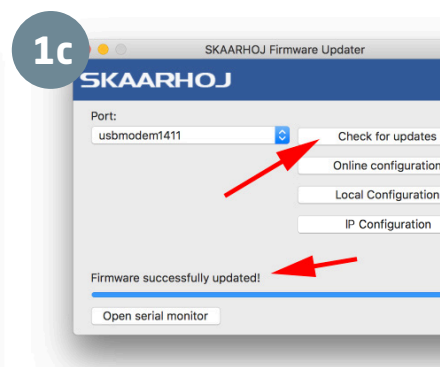 1c
SKAARHOJ Firmware Updater
SKAARHOJ
Port:
usbmodem1411
Check for updates
Online configuration
Local Configuration
IP Configuration
Firmware successfully updated!
Open serial monitor